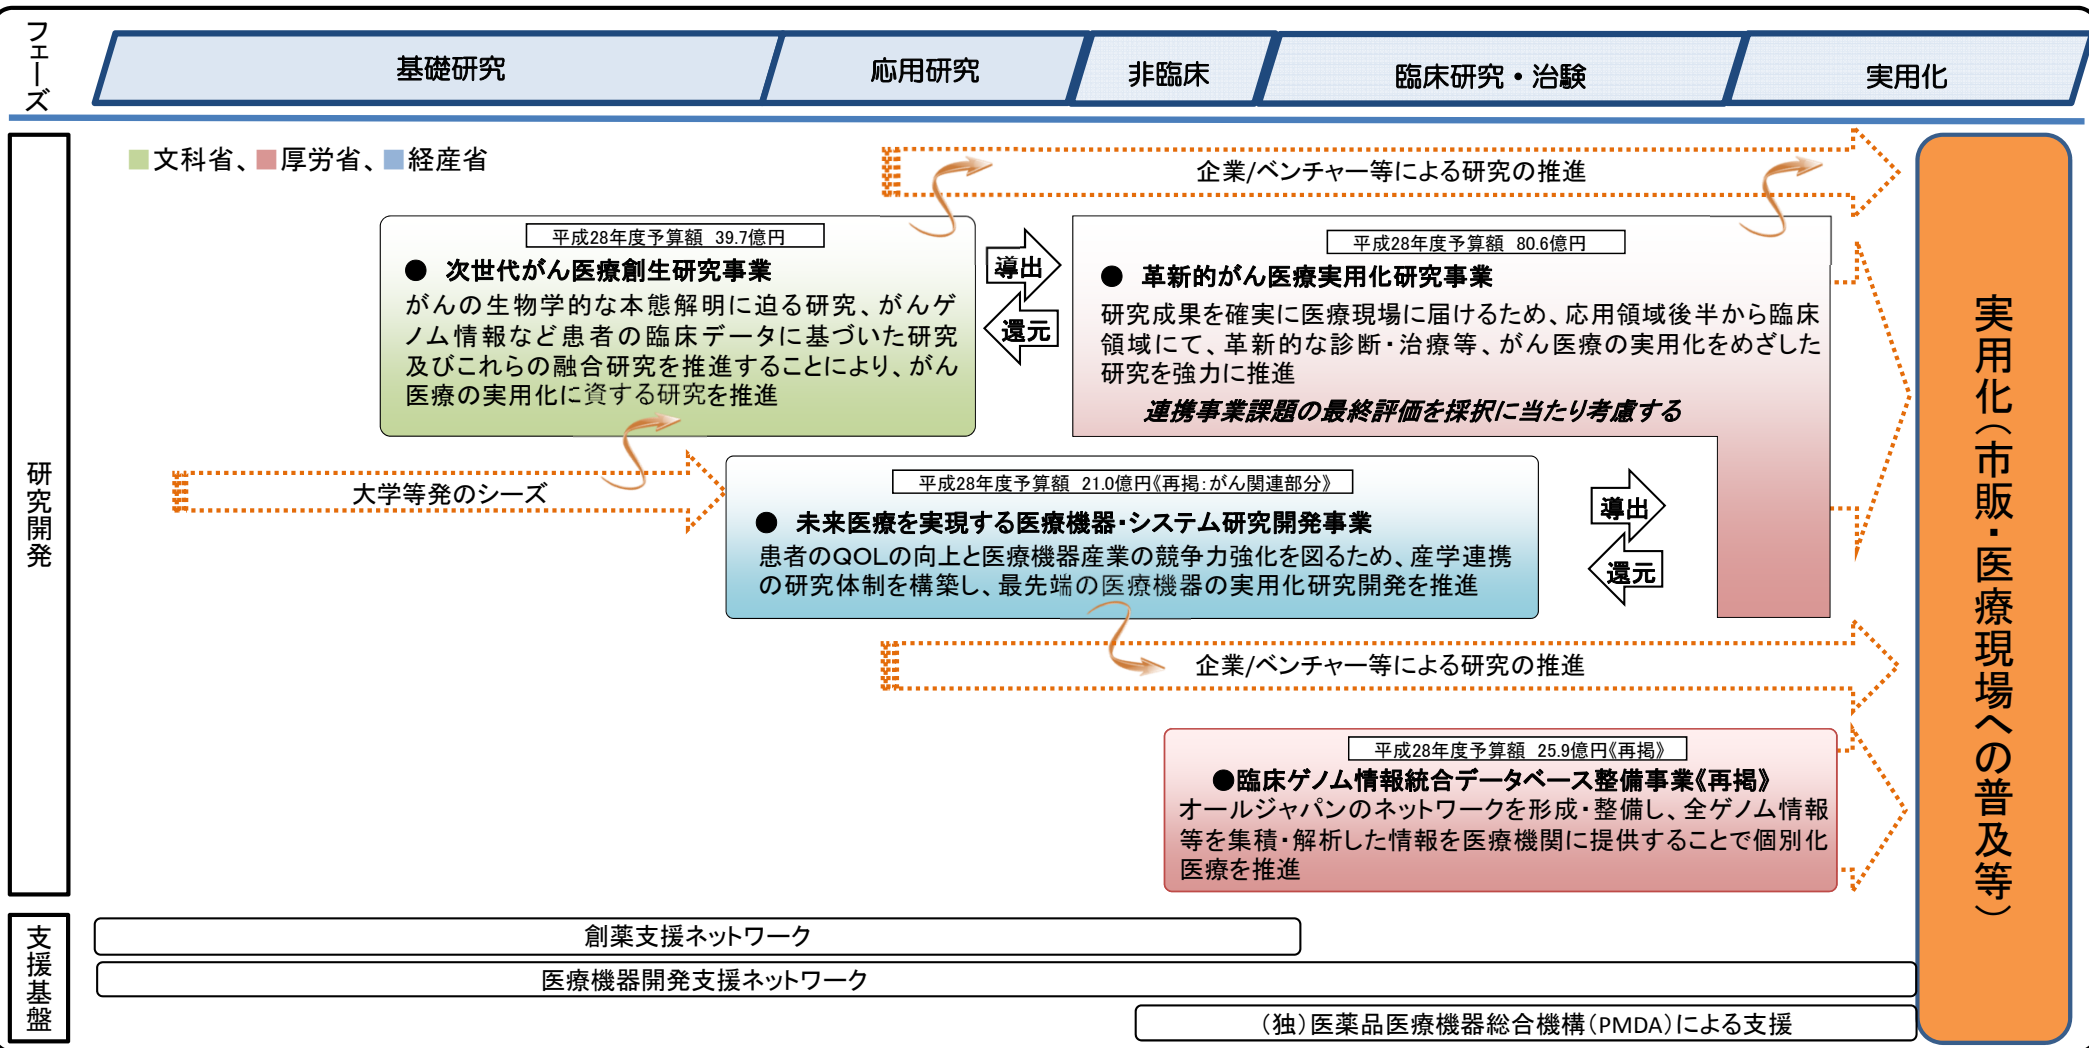 フェーズ
基礎研究
応用研究
非臨床
臨床研究・治験
実用化
研究開発
■文科省、■厚労省、■経産省
企業/ベンチャー等による研究の推進
平成28年度予算額 39.7億円
● 次世代がん医療創生研究事業
がんの生物学的な本態解明に迫る研究、がんゲ
ノム情報など患者の臨床データに基づいた研究
及びこれらの融合研究を推進することにより、がん
医療の実用化に資する研究を推進
導出
還元
平成28年度予算額 80.6億円
● 革新的がん医療実用化研究事業
研究成果を確実に医療現場に届けるため、応用領域後半から臨床
領域にて、革新的な診断・治療等、がん医療の実用化をめざした
研究を強力に推進
連携事業課題の最終評価を採択に当たり考慮する
大学等発のシーズ
平成28年度予算額 21.0億円《再掲:がん関連部分》
● 未来医療を実現する医療機器・システム研究開発事業
患者のQOLの向上と医療機器産業の競争力強化を図るため、産学連携
の研究体制を構築し、最先端の医療機器の実用化研究開発を推進
導出
還元
企業/ベンチャー等による研究の推進
平成28年度予算額 25.9億円《再掲》
●臨床ゲノム情報統合データベース整備事業《再掲》
オールジャパンのネットワークを形成・整備し、全ゲノム情報
等を集積・解析した情報を医療機関に提供することで個別化
医療を推進
実用化(市販・医療現場への普及等)
支援基盤
創薬支援ネットワーク
医療機器開発支援ネットワーク
(独)医薬品医療機器総合機構(PMDA)による支援